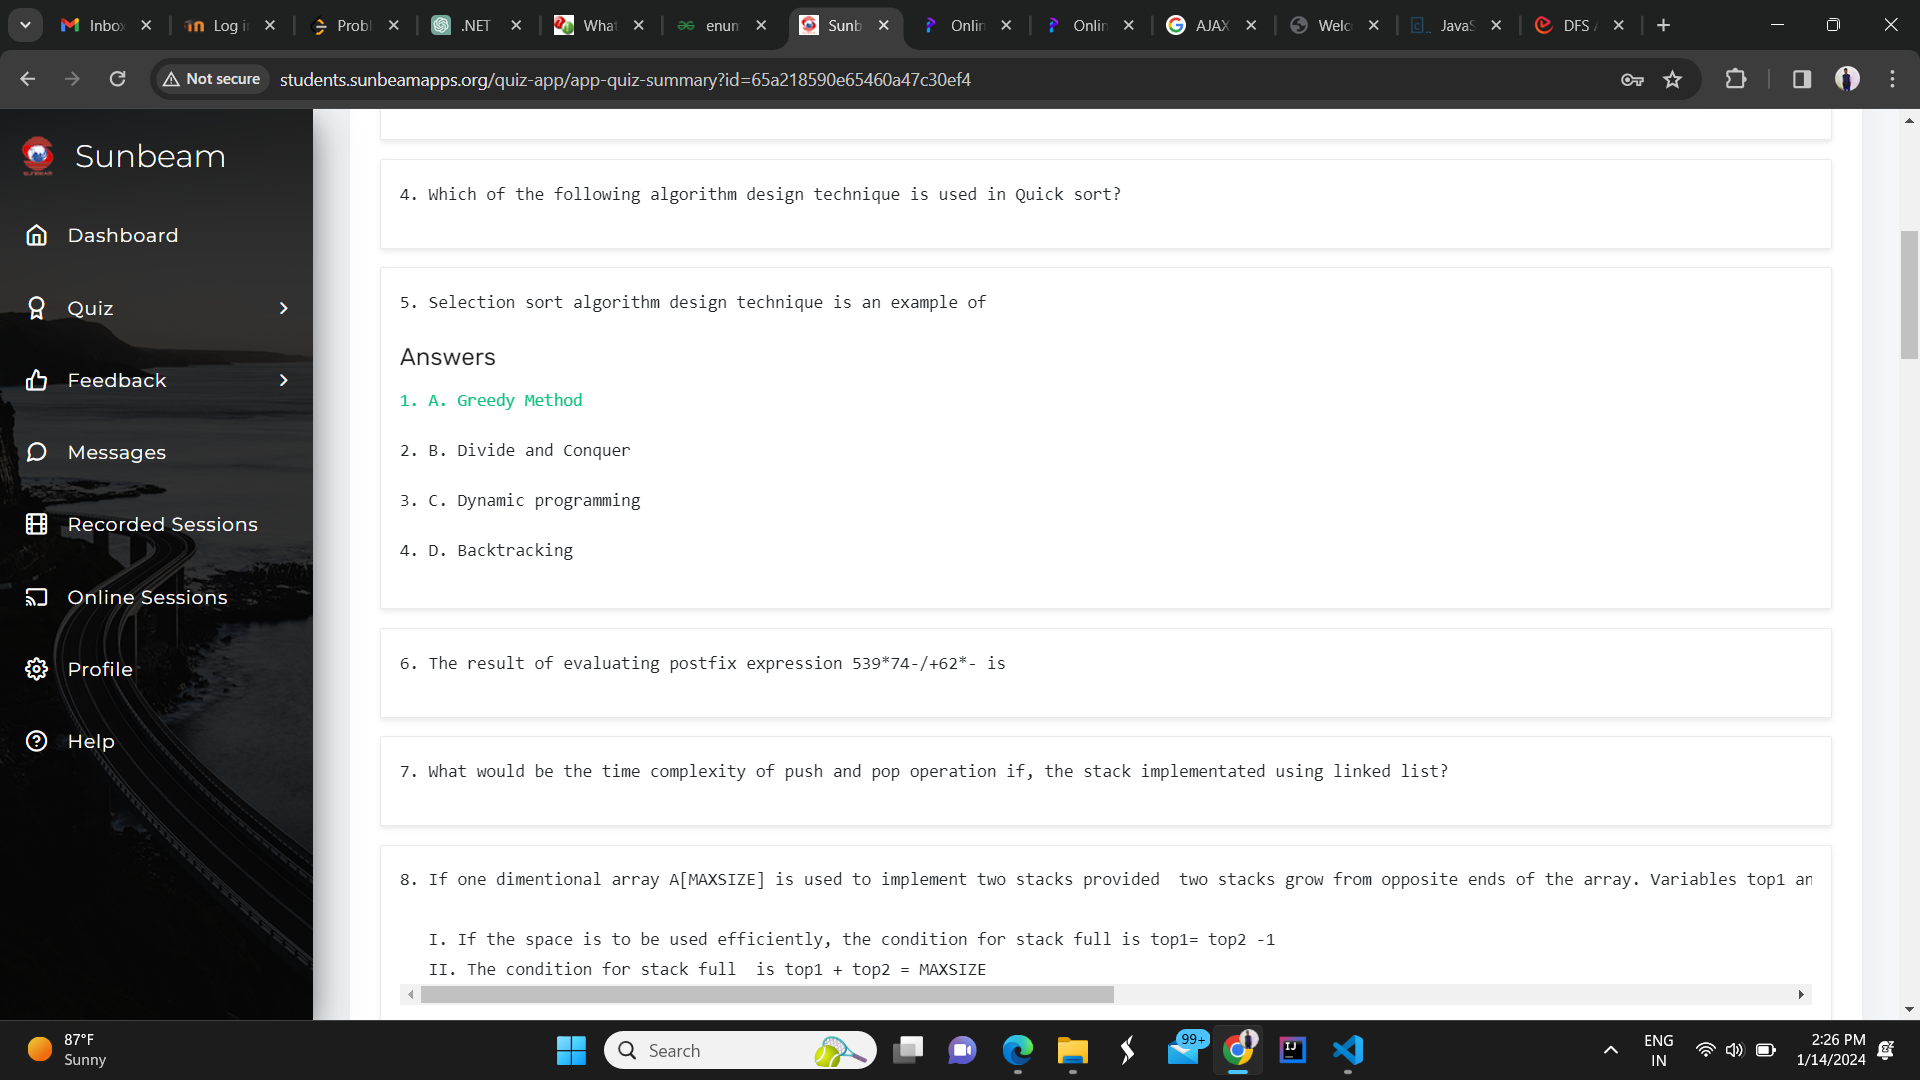 Inbox
Log in
Probl
.NET
What
enum
Sunb
Onlin
Onlin
AJAX
Welc
JavaS
DFS
Not secure
students.sunbeamapps.org/quiz-app/app-quiz-summary?id=65a218590e65460a47c30ef4
Sunbeam
Dashboard
Quiz
Feedback
Messages
Recorded Sessions
Online Sessions
Profile
Help
4. Which of the following algorithm design technique is used in Quick sort?
5. Selection sort algorithm design technique is an example of
Answers
1. A. Greedy Method
2. B. Divide and Conquer
3. C. Dynamic programming
4. D. Backtracking
6. The result of evaluating postfix expression 539*74-/+62*- is
7. What would be the time complexity of push and pop operation if, the stack implementated using linked list?
8. If one dimentional array A[MAXSIZE] is used to implement two stacks provided  two stacks grow from opposite ends of the array. Variables top1 an
I. If the space is to be used efficiently, the condition for stack full is top1= top2 -1
II. The condition for stack full  is top1 + top2 = MAXSIZE
87°F
Sunny
Search
99+
ENG
IN
2:26 PM
1/14/2024